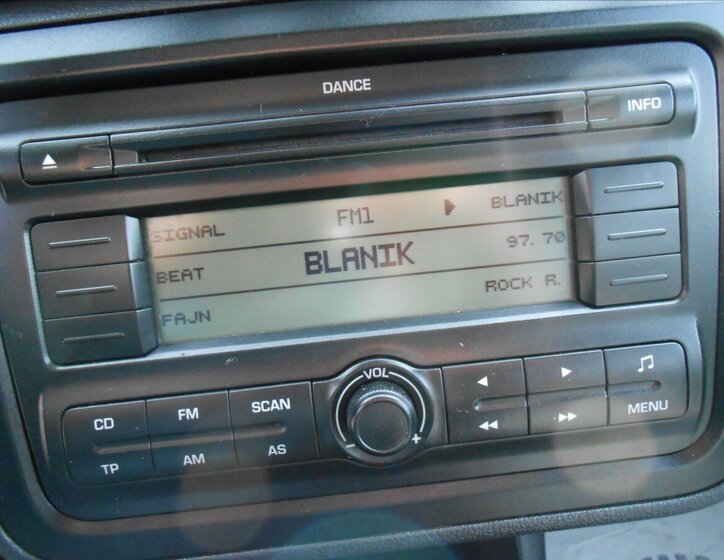 DANCE
INFO
SIGNAL FM1 BLANIK
BEAT BLANIK 97.70
FAJN ROCK R.
VOL
- +
CD FM SCAN
TP AM AS
MENU